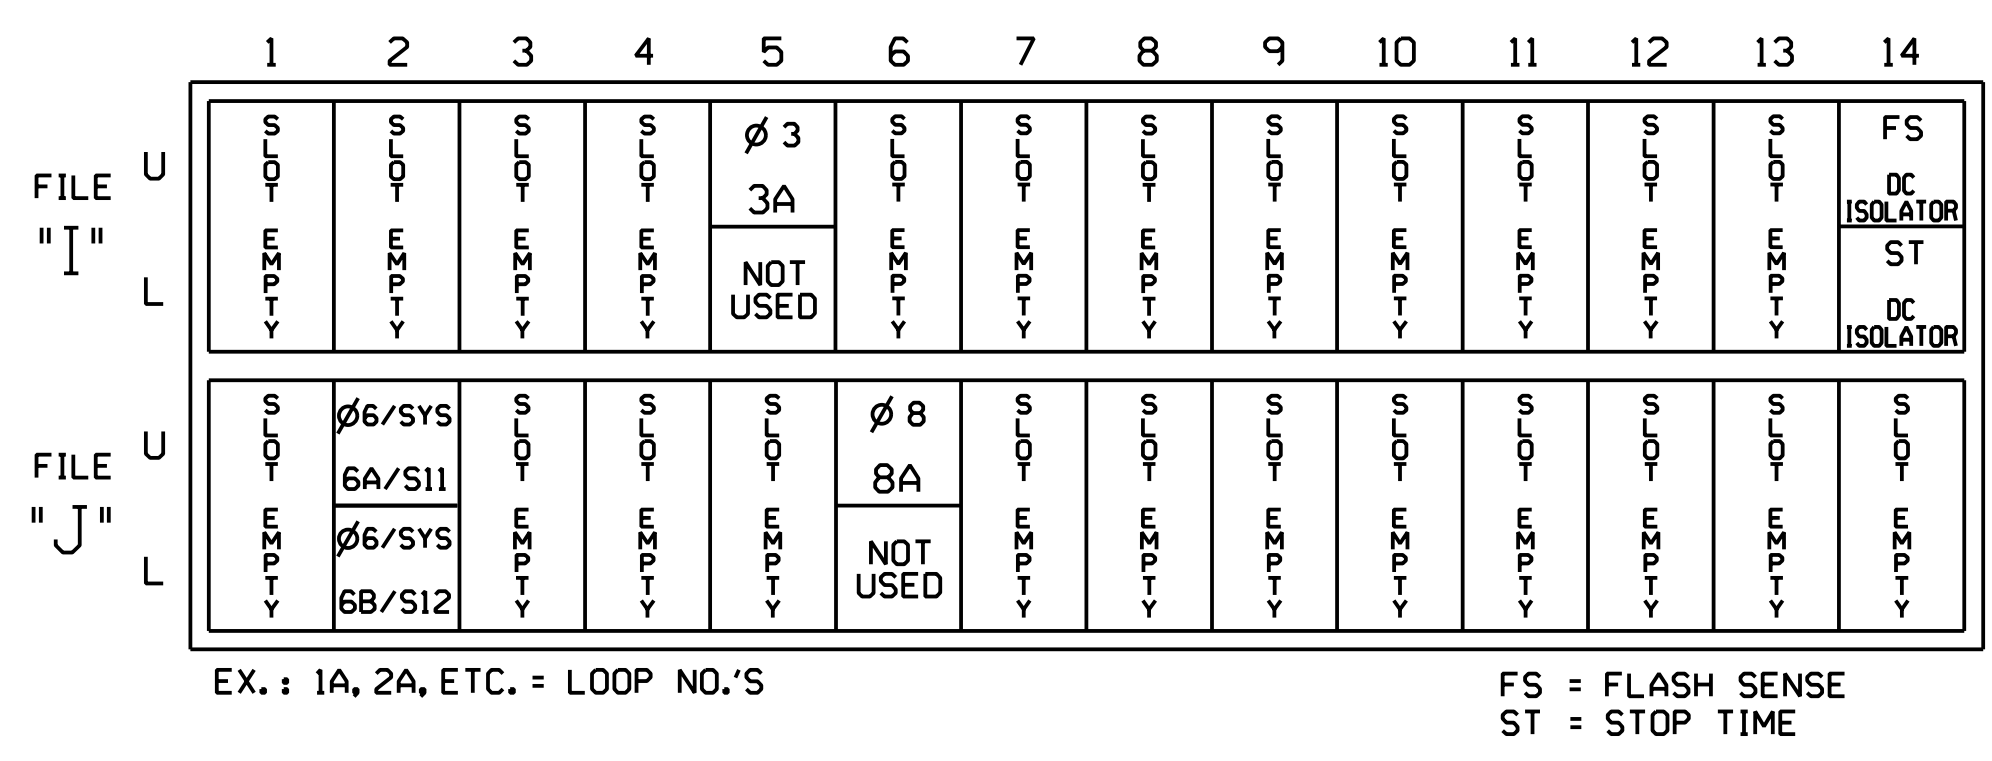 1 2 3 4 5 6 7 8 9 10 11 12 13 14
FILE "I"
U
L
SLOT EMPTY
SLOT EMPTY
SLOT EMPTY
SLOT EMPTY
Ø 3
3A
NOT
USED
SLOT EMPTY
SLOT EMPTY
SLOT EMPTY
SLOT EMPTY
SLOT EMPTY
SLOT EMPTY
SLOT EMPTY
SLOT EMPTY
FS
DC
ISOLATOR
ST
DC
ISOLATOR
FILE "J"
U
L
SLOT EMPTY
Ø6/SYS
6A/S11
Ø6/SYS
6B/S12
SLOT EMPTY
SLOT EMPTY
SLOT EMPTY
Ø 8
8A
NOT
USED
SLOT EMPTY
SLOT EMPTY
SLOT EMPTY
SLOT EMPTY
SLOT EMPTY
SLOT EMPTY
SLOT EMPTY
SLOT EMPTY
EX.: 1A, 2A, ETC. = LOOP NO.'S
FS = FLASH SENSE
ST = STOP TIME